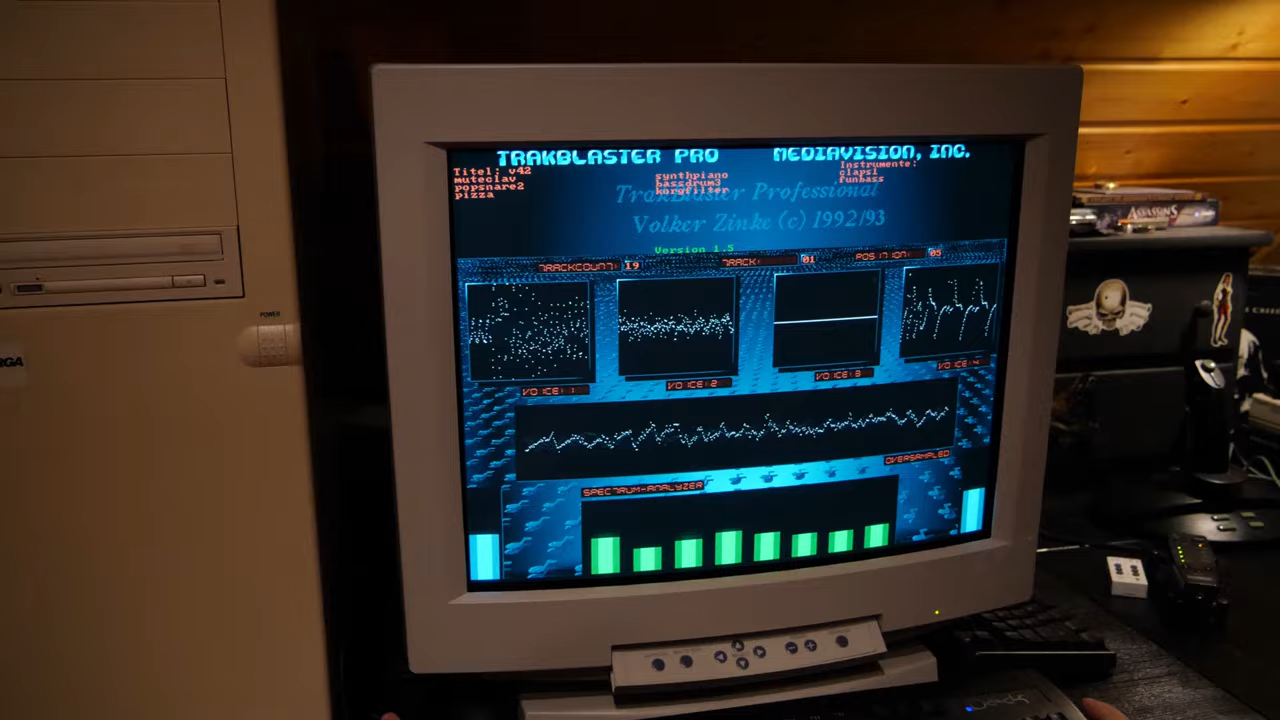 TRAKBLASTER PRO MEDIAVISION, INC.
Titel: v42 Instrumente:
muteclav synthpiano claps1
popsnare2 bassdrum3 funbass
pizza korgfilter
TrakBlaster Professional
Volker Zinke (c) 1992/93
Version 1.5
TRACKCOUNT: 19 TRACK: 01 POSITION: 05
VOICE: 1 VOICE: 2 VOICE: 3 VOICE: 4
OVERSAMPLED
SPECTRUM-ANALYZER
POWER
ASSASSIN'S